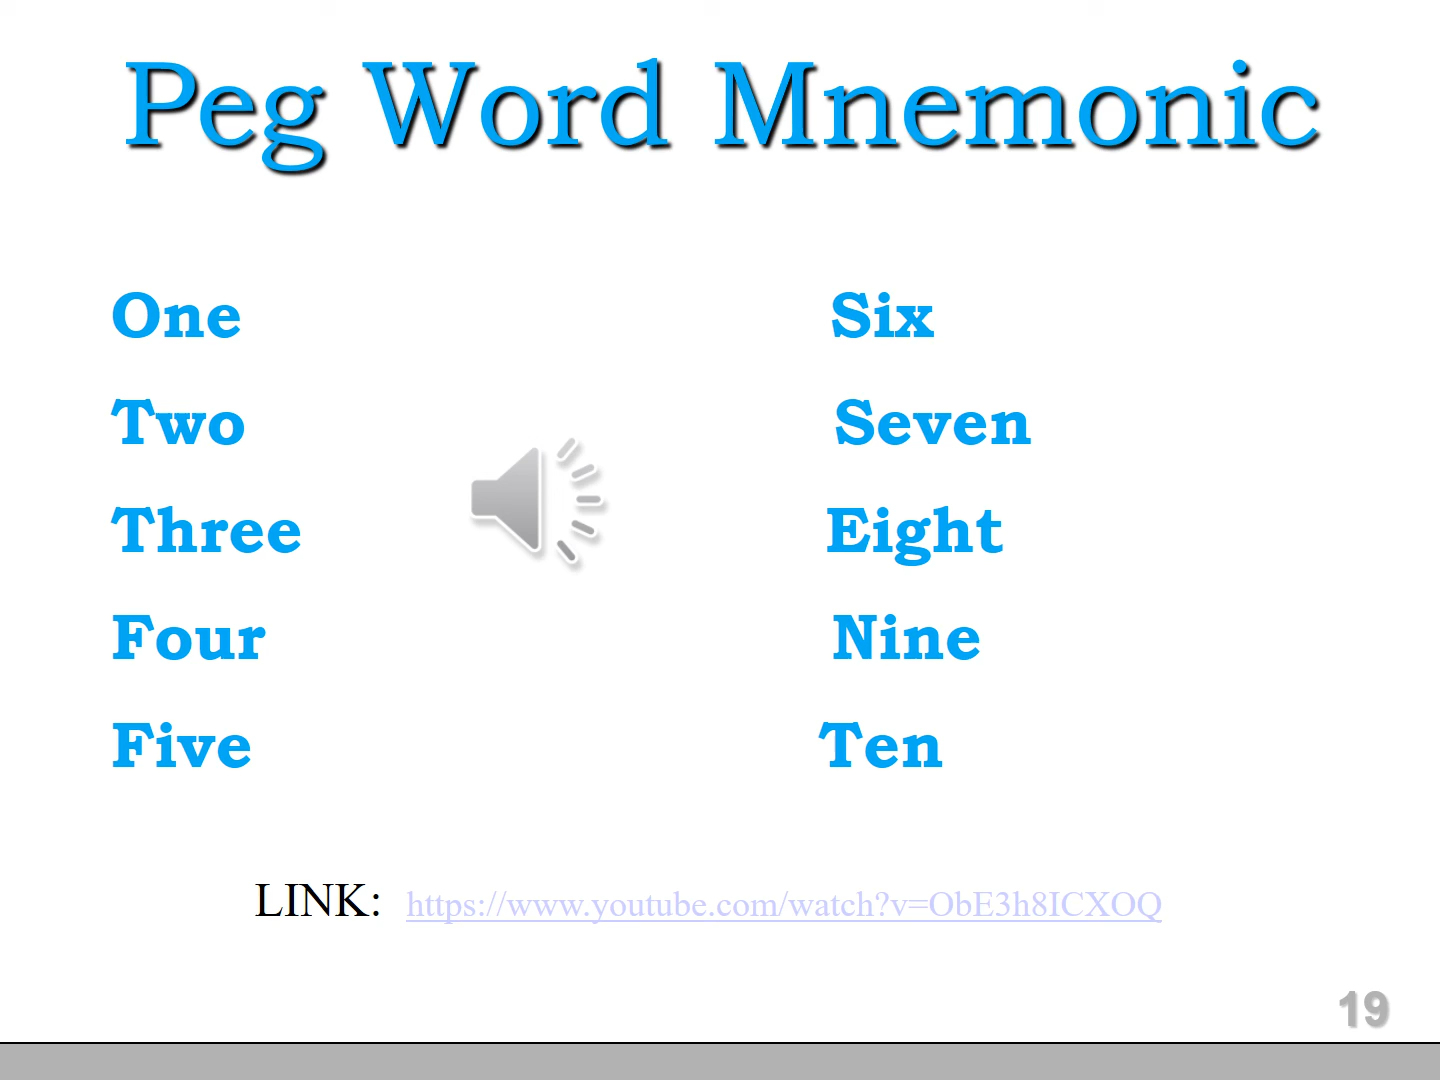 Peg Word Mnemonic
One
Two
Three
Four
Five
Six
Seven
Eight
Nine
Ten
LINK: https://www.youtube.com/watch?v=ObE3h8ICXOQ
19